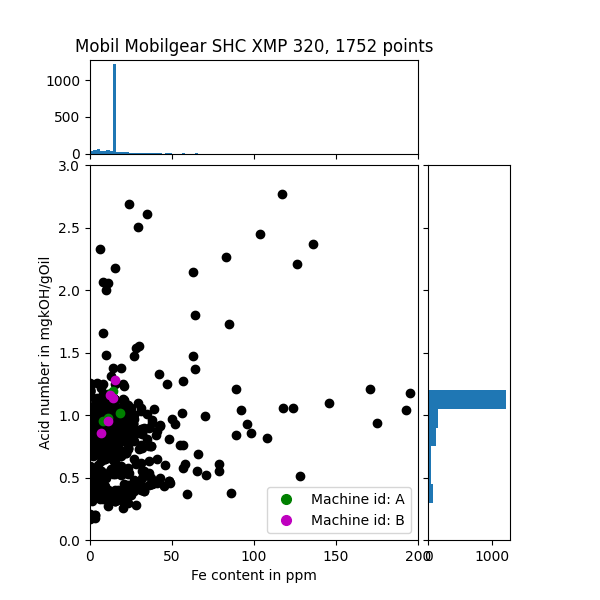 Mobil Mobilgear SHC XMP 320, 1752 points
1000
500
0
3.0
2.5
2.0
1.5
1.0
0.5
0.0
Acid number in mgkOH/gOil
Machine id: A
Machine id: B
0 50 100 150 200
0 1000
Fe content in ppm